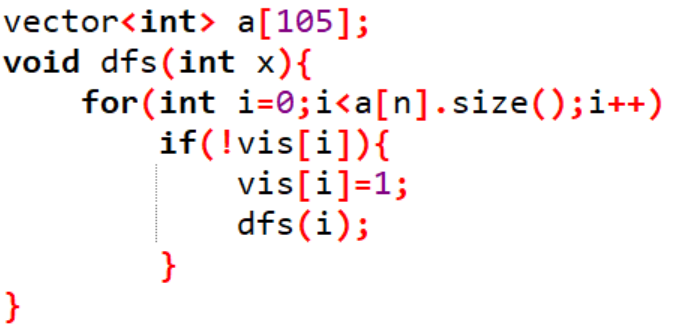 vector<int> a[105];
void dfs(int x){
    for(int i=0;i<a[n].size();i++)
        if(!vis[i]){
            vis[i]=1;
            dfs(i);
        }
}